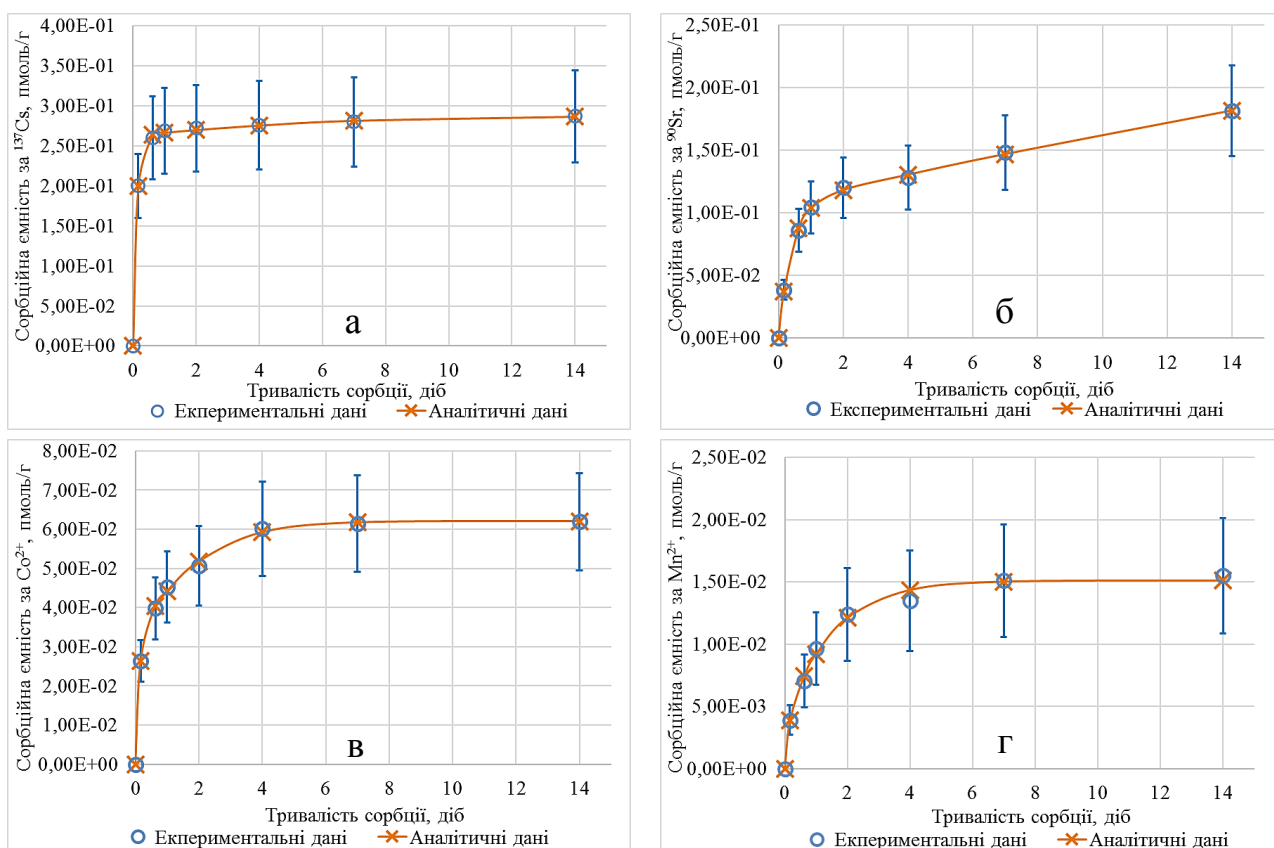 Сорбційна ємність за ¹³⁷Cs, пмоль/г
4,00E-01
3,50E-01
3,00E-01
2,50E-01
2,00E-01
1,50E-01
1,00E-01
5,00E-02
0,00E+00
а
0 2 4 6 8 10 12 14
Тривалість сорбції, діб
Екпериментальні дані Аналітичні дані
Сорбційна ємність за ⁹⁰Sr, пмоль/г
2,50E-01
2,00E-01
1,50E-01
1,00E-01
5,00E-02
0,00E+00
б
0 2 4 6 8 10 12 14
Тривалість сорбції, діб
Експериментальні дані Аналітичні дані
Сорбційна ємність за Co²⁺, пмоль/г
8,00E-02
7,00E-02
6,00E-02
5,00E-02
4,00E-02
3,00E-02
2,00E-02
1,00E-02
0,00E+00
в
0 2 4 6 8 10 12 14
Тривалість сорбції, діб
Екпериментальні дані Аналітичні дані
Сорбційна ємність за Mn²⁺, пмоль/г
2,50E-02
2,00E-02
1,50E-02
1,00E-02
5,00E-03
0,00E+00
г
0 2 4 6 8 10 12 14
Тривалість сорбції, діб
Екпериментальні дані Аналітичні дані